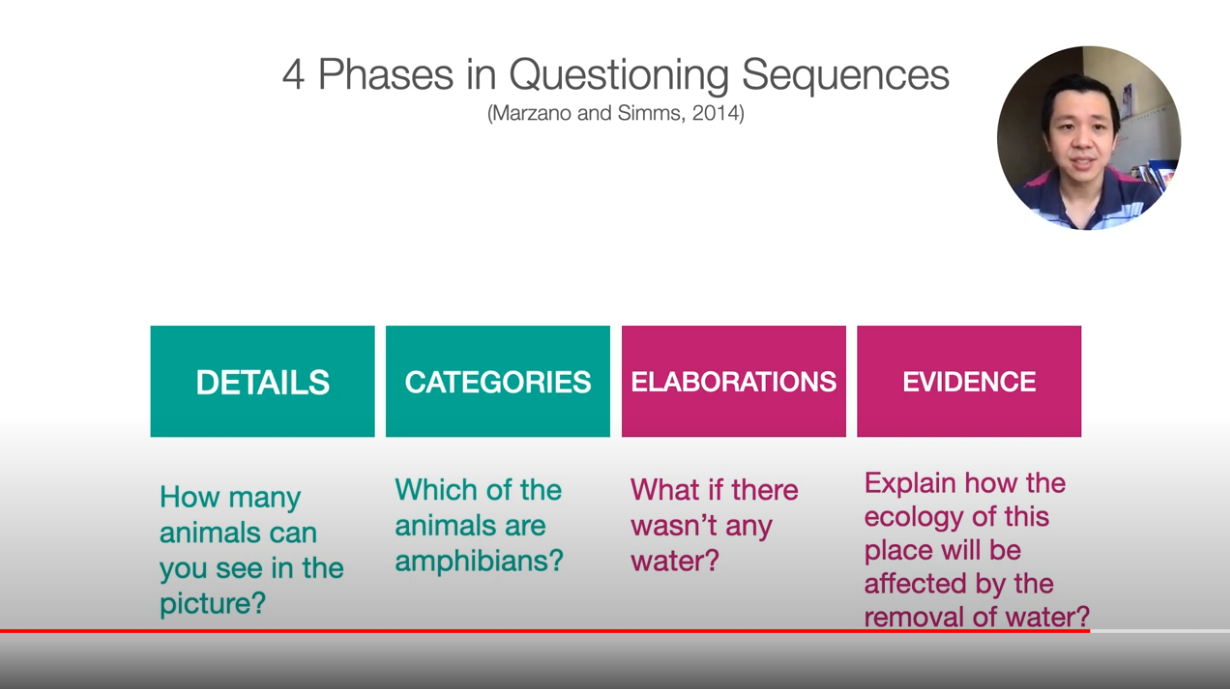 4 Phases in Questioning Sequences
(Marzano and Simms, 2014)
DETAILS
CATEGORIES
ELABORATIONS
EVIDENCE
How many
animals can
you see in the
picture?
Which of the
animals are
amphibians?
What if there
wasn't any
water?
Explain how the
ecology of this
place will be
affected by the
removal of water?